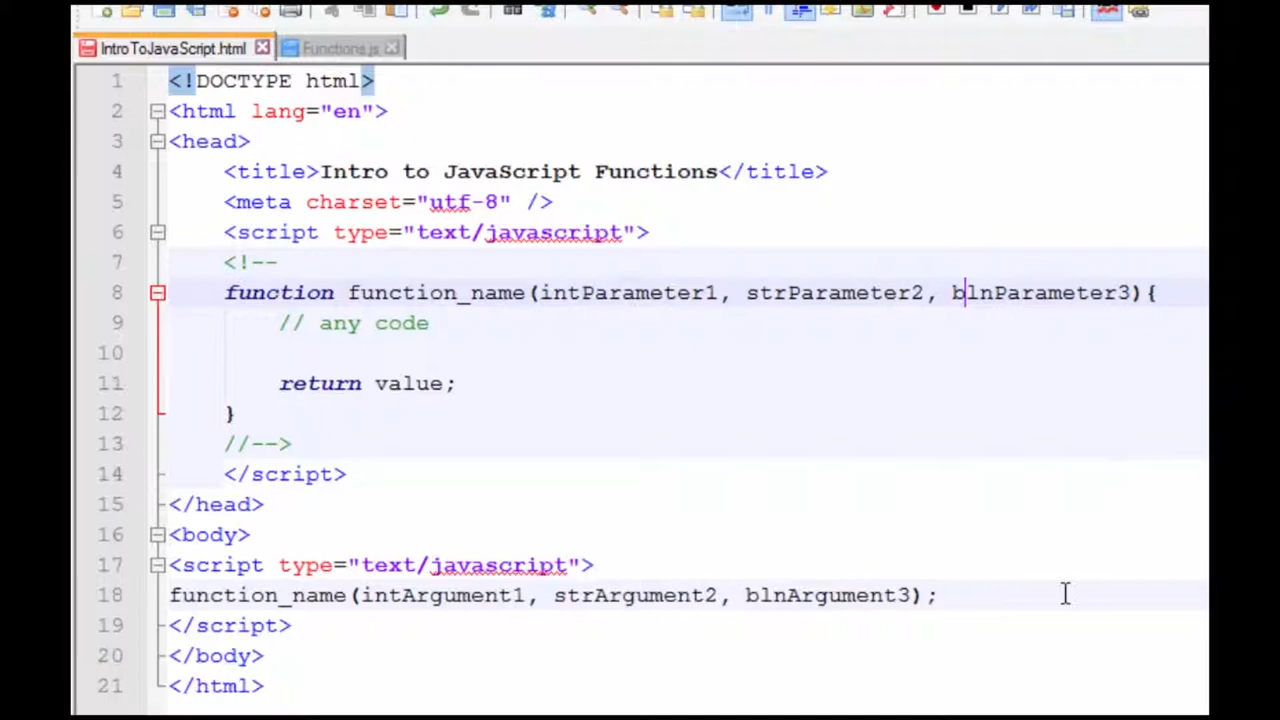 IntroToJavaScript.html Functions.js
1 <!DOCTYPE html>
2 <html lang="en">
3 <head>
4 <title>Intro to JavaScript Functions</title>
5 <meta charset="utf-8" />
6 <script type="text/javascript">
7 <!--
8 function function_name(intParameter1, strParameter2, blnParameter3){
9 // any code
10
11 return value;
12 }
13 //-->
14 </script>
15 </head>
16 <body>
17 <script type="text/javascript">
18 function_name(intArgument1, strArgument2, blnArgument3);
19 </script>
20 </body>
21 </html>